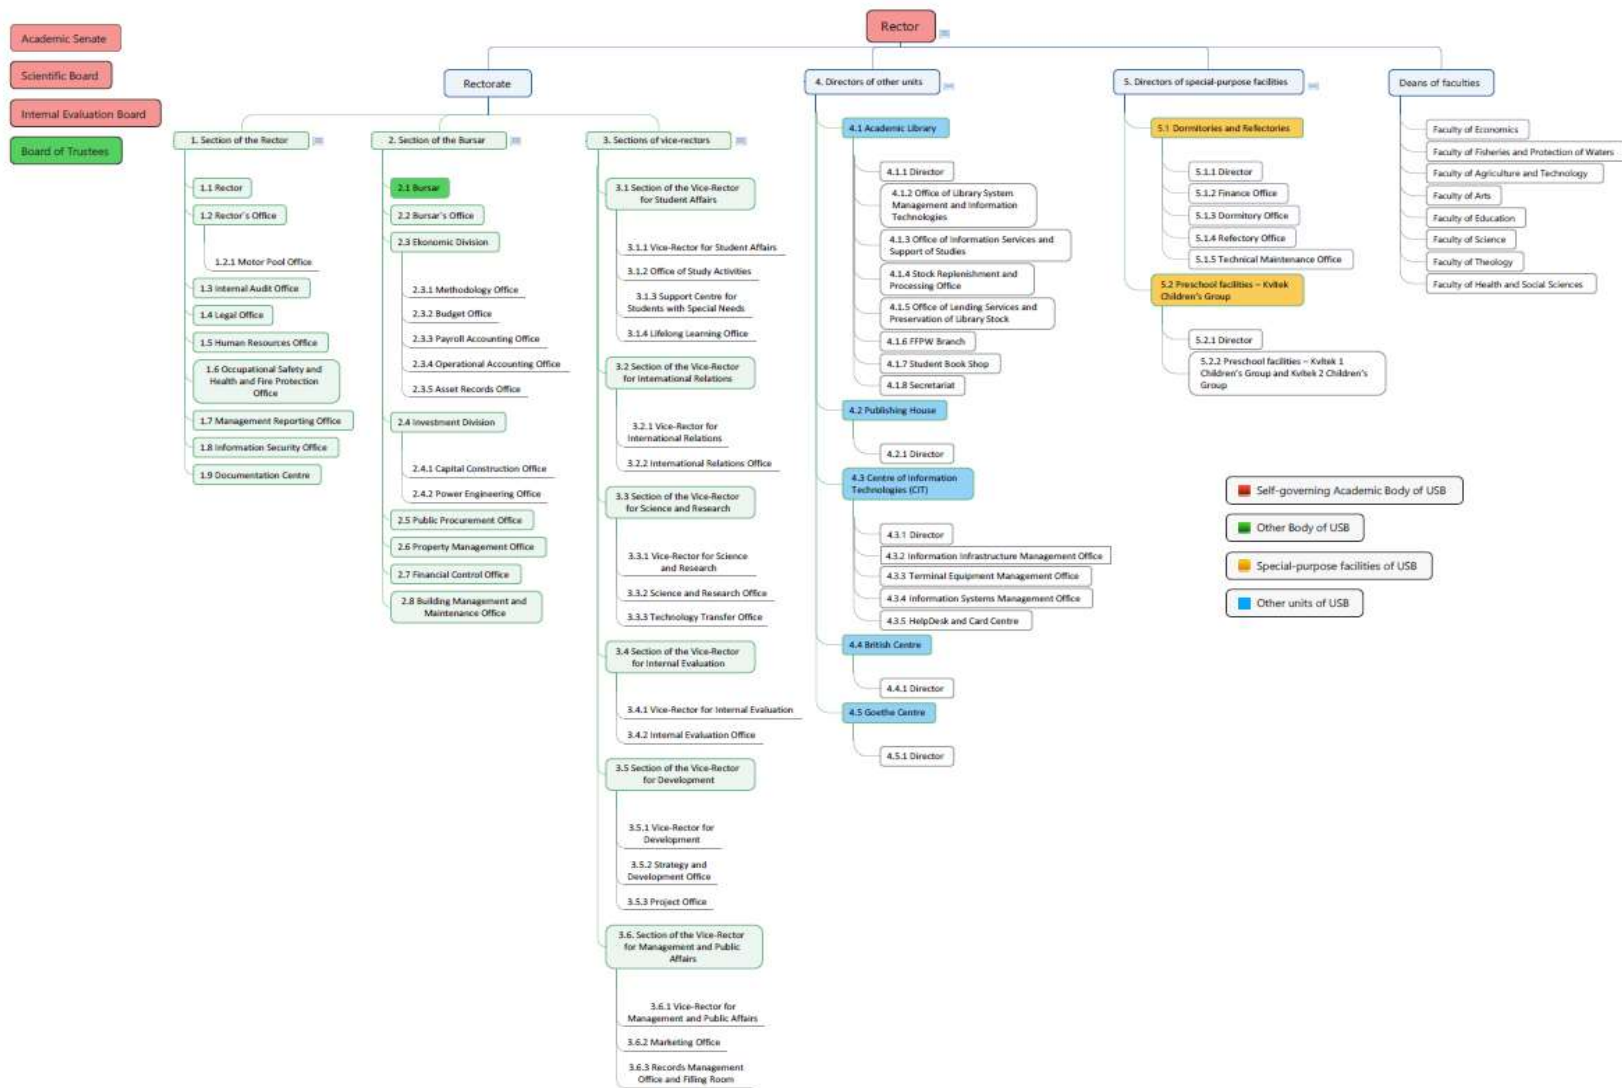 Rector
Academic Senate
Scientific Board
Internal Evaluation Board
Board of Trustees
Rectorate
1. Section of the Rector
1.1 Rector
1.2 Rector's Office
1.2.1 Motor Pool Office
1.3 Internal Audit Office
1.4 Legal Office
1.5 Human Resources Office
1.6 Occupational Safety and
Health and Fire Protection
Office
1.7 Management Reporting Office
1.8 Information Security Office
1.9 Documentation Centre
2. Section of the Bursar
2.1 Bursar
2.2 Bursar's Office
2.3 Ekonomic Division
2.3.1 Methodology Office
2.3.2 Budget Office
2.3.3 Payroll Accounting Office
2.3.4 Operational Accounting Office
2.3.5 Asset Records Office
2.4 Investment Division
2.4.1 Capital Construction Office
2.4.2 Power Engineering Office
2.5 Public Procurement Office
2.6 Property Management Office
2.7 Financial Control Office
2.8 Building Management and
Maintenance Office
3. Sections of vice-rectors
3.1 Section of the Vice-Rector
for Student Affairs
3.1.1 Vice-Rector for Student Affairs
3.1.2 Office of Study Activities
3.1.3 Support Centre for
Students with Special Needs
3.1.4 Lifelong Learning Office
3.2 Section of the Vice-Rector
for International Relations
3.2.1 Vice-Rector for
International Relations
3.2.2 International Relations Office
3.3 Section of the Vice-Rector
for Science and Research
3.3.1 Vice-Rector for Science
and Research
3.3.2 Science and Research Office
3.3.3 Technology Transfer Office
3.4 Section of the Vice-Rector
for Internal Evaluation
3.4.1 Vice-Rector for Internal Evaluation
3.4.2 Internal Evaluation Office
3.5 Section of the Vice-Rector
for Development
3.5.1 Vice-Rector for
Development
3.5.2 Strategy and
Development Office
3.5.3 Project Office
3.6. Section of the Vice-Rector
for Management and Public
Affairs
3.6.1 Vice-Rector for
Management and Public Affairs
3.6.2 Marketing Office
3.6.3 Records Management
Office and Filling Room
4. Directors of other units
4.1 Academic Library
4.1.1 Director
4.1.2 Office of Library System
Management and Information
Technologies
4.1.3 Office of Information Services and
Support of Studies
4.1.4 Stock Replenishment and
Processing Office
4.1.5 Office of Lending Services and
Preservation of Library Stock
4.1.6 FFPW Branch
4.1.7 Student Book Shop
4.1.8 Secretariat
4.2 Publishing House
4.2.1 Director
4.3 Centre of Information
Technologies (CIT)
4.3.1 Director
4.3.2 Information Infrastructure Management Office
4.3.3 Terminal Equipment Management Office
4.3.4 Information Systems Management Office
4.3.5 HelpDesk and Card Centre
4.4 British Centre
4.4.1 Director
4.5 Goethe Centre
4.5.1 Director
5. Directors of special-purpose facilities
5.1 Dormitories and Refectories
5.1.1 Director
5.1.2 Finance Office
5.1.3 Dormitory Office
5.1.4 Refectory Office
5.1.5 Technical Maintenance Office
5.2 Preschool facilities – Kvítek
Children's Group
5.2.1 Director
5.2.2 Preschool facilities – Kvítek 1
Children's Group and Kvítek 2 Children's
Group
Deans of faculties
Faculty of Economics
Faculty of Fisheries and Protection of Waters
Faculty of Agriculture and Technology
Faculty of Arts
Faculty of Education
Faculty of Science
Faculty of Theology
Faculty of Health and Social Sciences
Self-governing Academic Body of USB
Other Body of USB
Special-purpose facilities of USB
Other units of USB